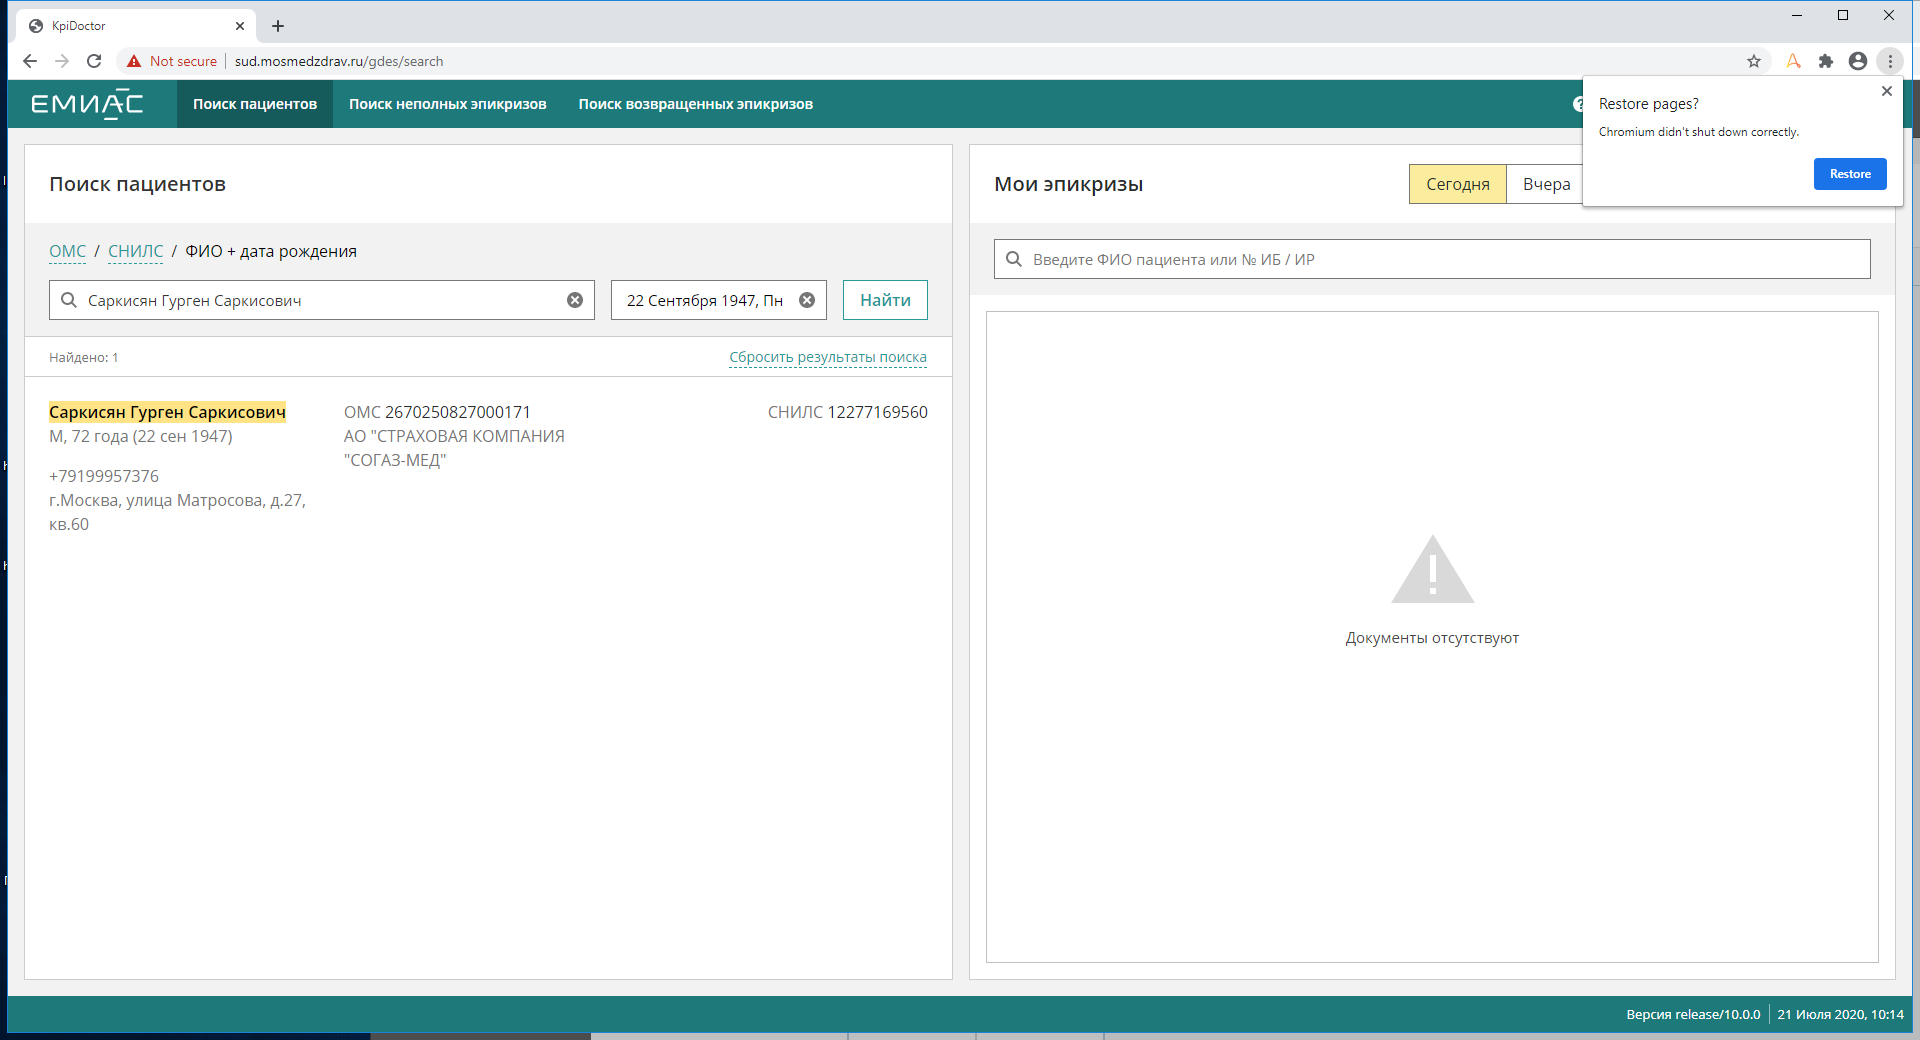 KpiDoctor
Not secure
sud.mosmedzdrav.ru/gdes/search
Restore pages?
Chromium didn't shut down correctly.
Restore
ЕМИАС
Поиск пациентов
Поиск неполных эпикризов
Поиск возвращенных эпикризов
Поиск пациентов
ОМС / СНИЛС / ФИО + дата рождения
Саркисян Гурген Саркисович
22 Сентября 1947, Пн
Найти
Найдено: 1
Сбросить результаты поиска
Саркисян Гурген Саркисович
М, 72 года (22 сен 1947)
+79199957376
г.Москва, улица Матросова, д.27,
кв.60
ОМС 2670250827000171
АО "СТРАХОВАЯ КОМПАНИЯ
"СОГАЗ-МЕД"
СНИЛС 12277169560
Мои эпикризы
Сегодня
Вчера
Введите ФИО пациента или № ИБ / ИР
Документы отсутствуют
Версия release/10.0.0
21 Июля 2020, 10:14